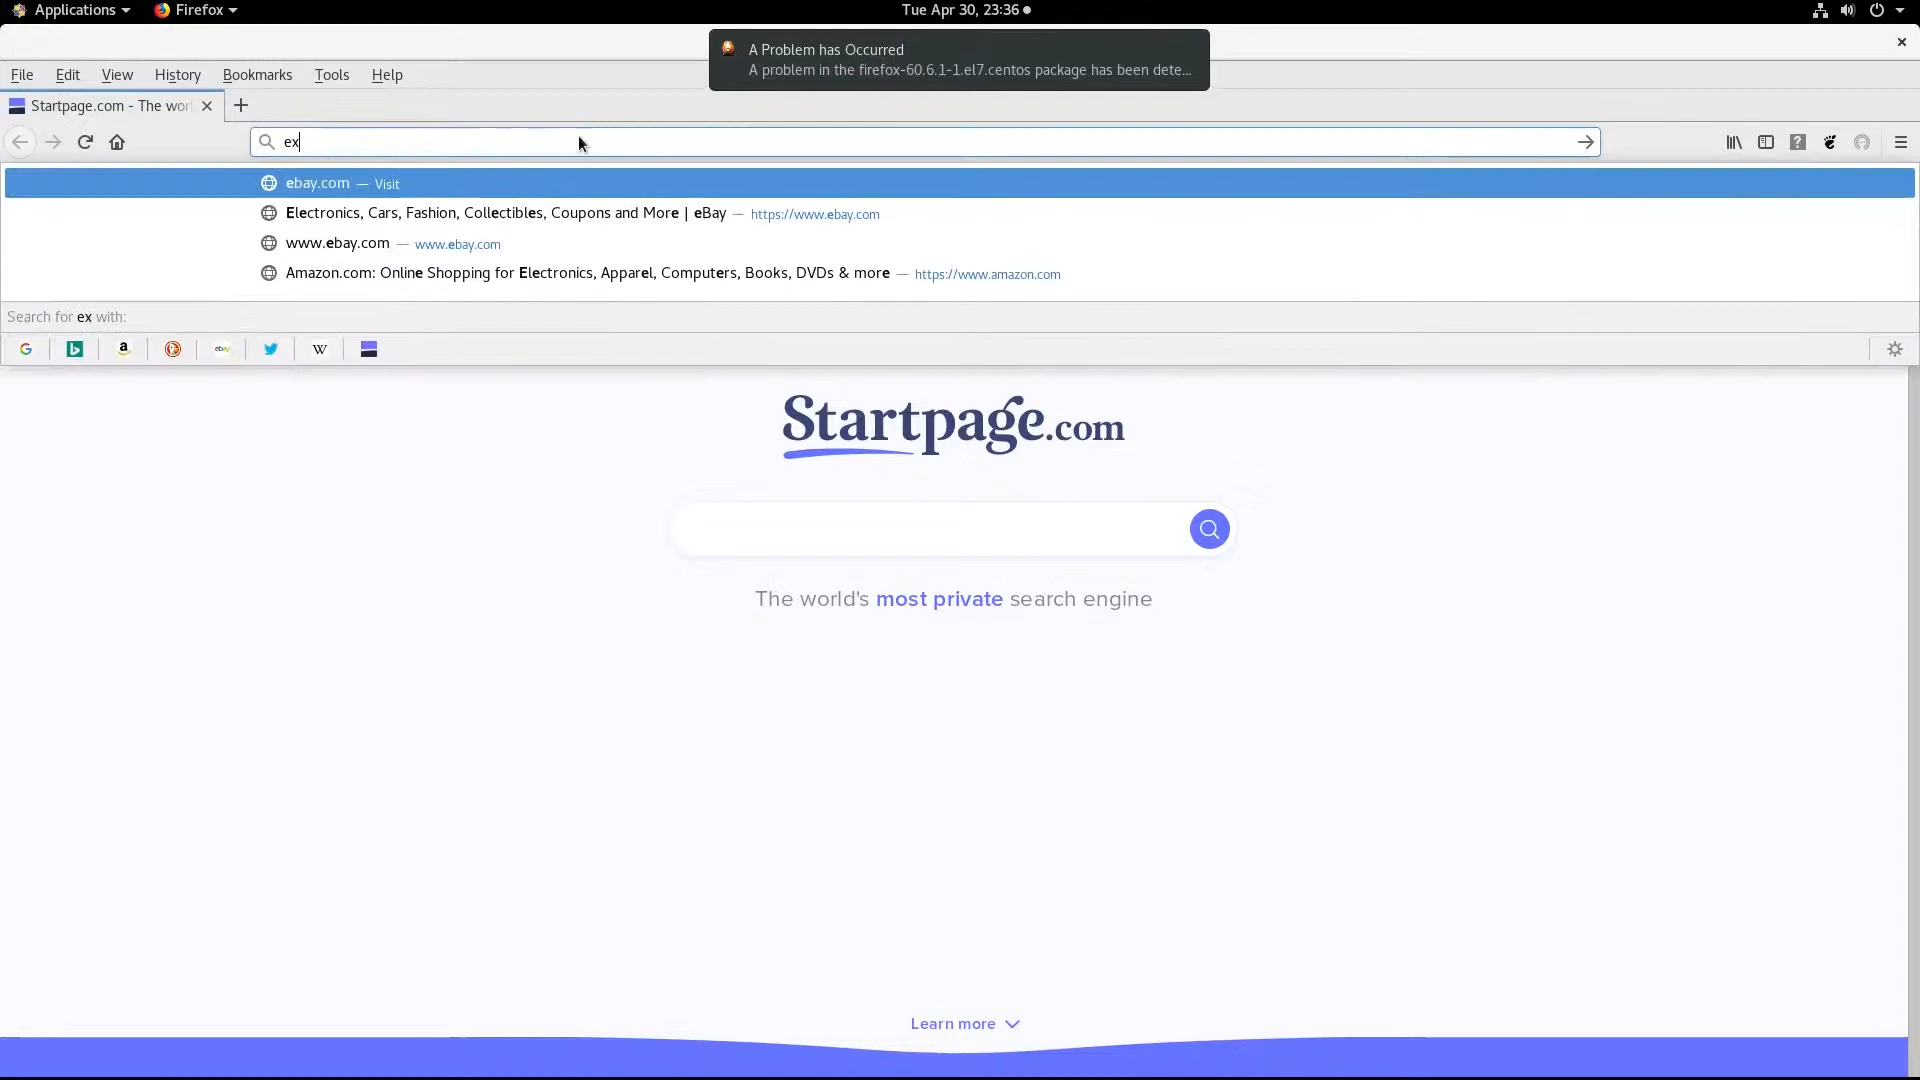 Applications
Firefox
Tue Apr 30, 23:36
A Problem has Occurred
A problem in the firefox-60.6.1-1.el7.centos package has been dete...
File Edit View History Bookmarks Tools Help
Startpage.com - The wor
ex
ebay.com — Visit
Electronics, Cars, Fashion, Collectibles, Coupons and More | eBay — https://www.ebay.com
www.ebay.com — www.ebay.com
Amazon.com: Online Shopping for Electronics, Apparel, Computers, Books, DVDs & more — https://www.amazon.com
Search for ex with:
G b a ebay W
Startpage.com
The world's most private search engine
Learn more